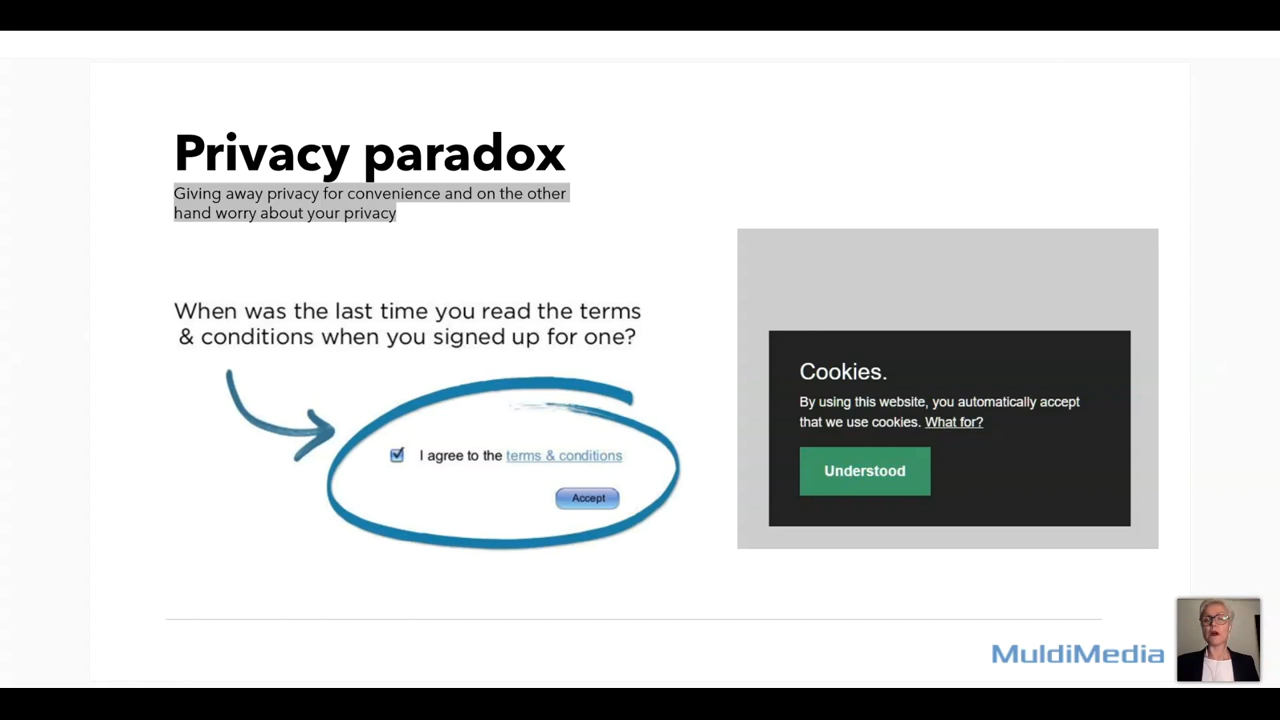 Privacy paradox
Giving away privacy for convenience and on the other
hand worry about your privacy
When was the last time you read the terms
& conditions when you signed up for one?
I agree to the terms & conditions
Accept
Cookies.
By using this website, you automatically accept
that we use cookies. What for?
Understood
MuldiMedia